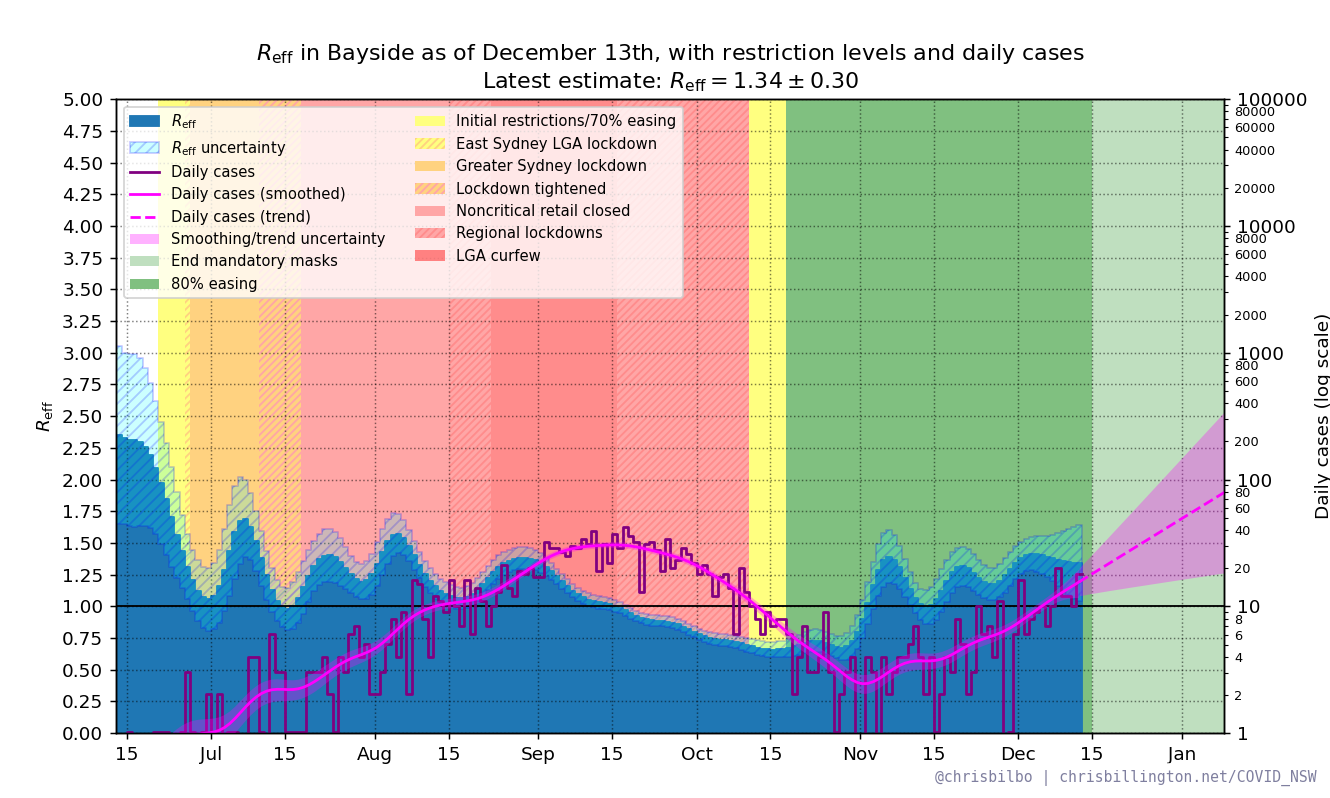 Reff in Bayside as of December 13th, with restriction levels and daily cases
Latest estimate: Reff = 1.34 ± 0.30
Reff
Reff uncertainty
Daily cases
Daily cases (smoothed)
Daily cases (trend)
Smoothing/trend uncertainty
End mandatory masks
80% easing
Initial restrictions/70% easing
East Sydney LGA lockdown
Greater Sydney lockdown
Lockdown tightened
Noncritical retail closed
Regional lockdowns
LGA curfew
Reff
5.00
4.75
4.50
4.25
4.00
3.75
3.50
3.25
3.00
2.75
2.50
2.25
2.00
1.75
1.50
1.25
1.00
0.75
0.50
0.25
0.00
15
Jul
15
Aug
15
Sep
15
Oct
15
Nov
15
Dec
15
Jan
100000
80000
60000
40000
20000
10000
8000
6000
4000
2000
1000
800
600
400
200
100
80
60
40
20
10
8
6
4
2
1
Daily cases (log scale)
@chrisbilbo | chrisbillington.net/COVID_NSW